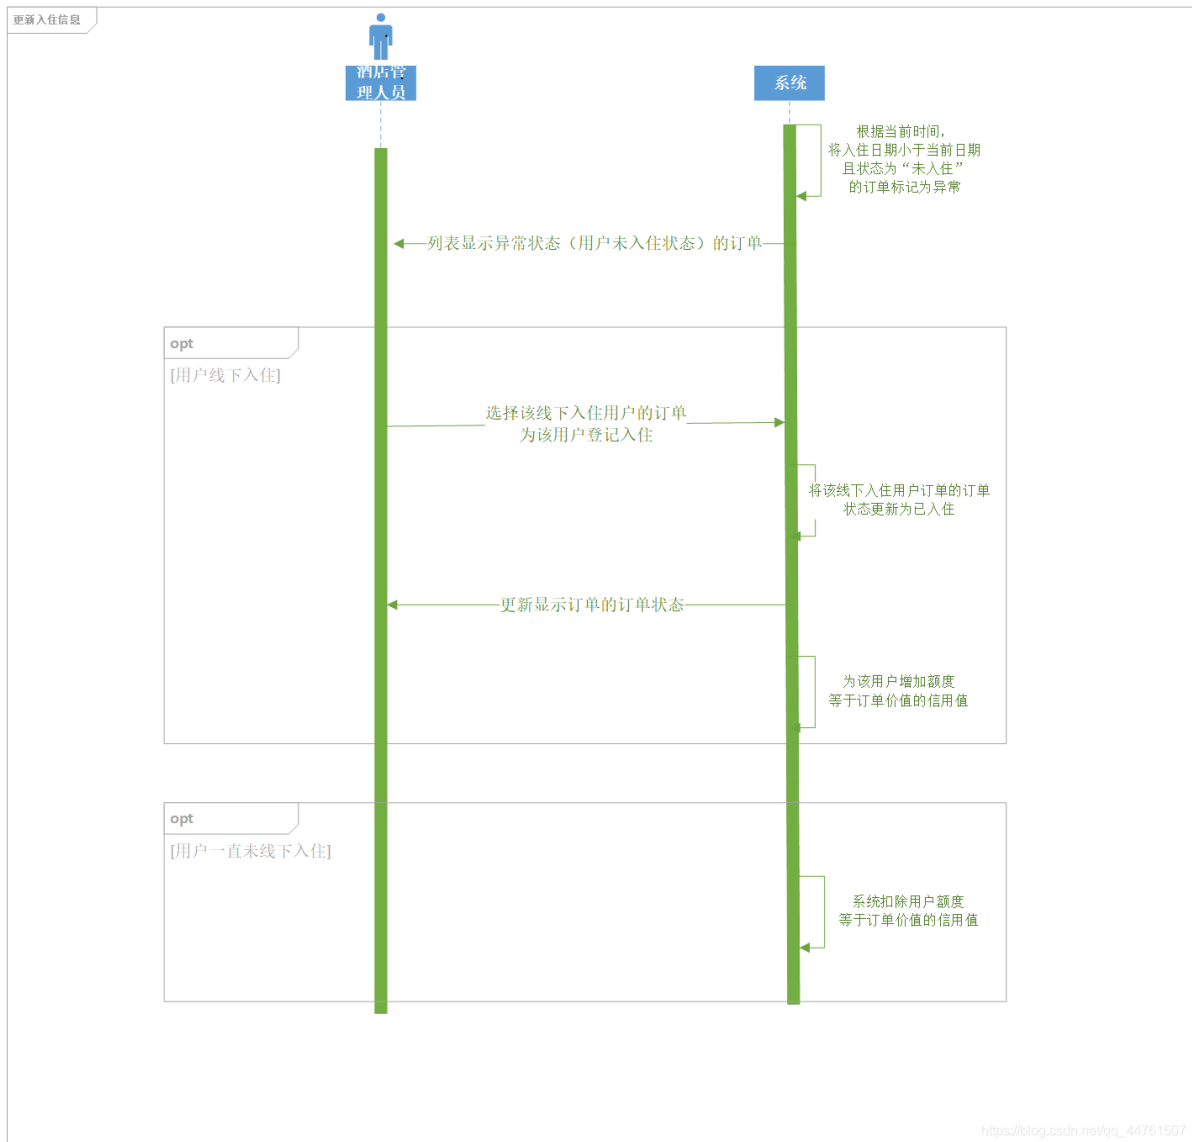 更新入住信息
酒店管
理人员
系统
根据当前时间，
将入住日期小于当前日期
且状态为“未入住”
的订单标记为异常
列表显示异常状态（用户未入住状态）的订单
opt
[用户线下入住]
选择该线下入住用户的订单
为该用户登记入住
将该线下入住用户订单的订单
状态更新为已入住
更新显示订单的订单状态
为该用户增加额度
等于订单价值的信用值
opt
[用户一直未线下入住]
系统扣除用户额度
等于订单价值的信用值
https://blog.csdn.net/qq_44761507